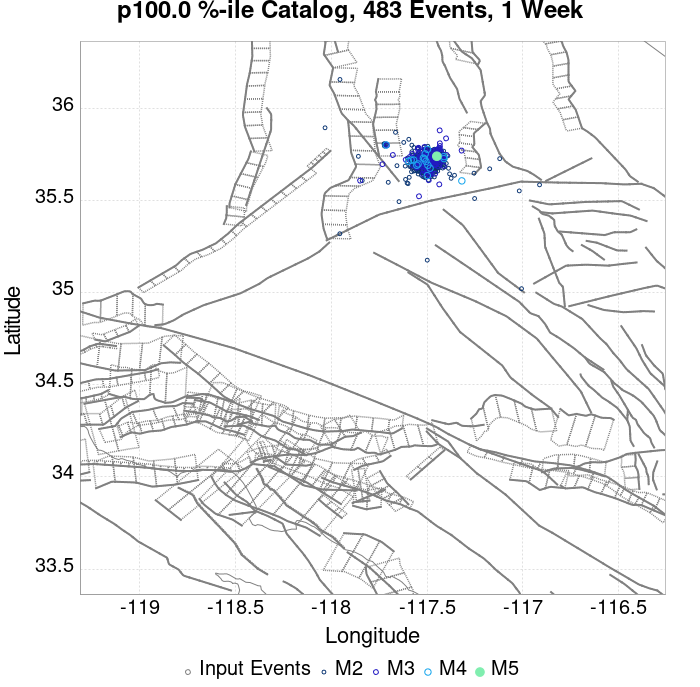 p100.0 %-ile Catalog, 483 Events, 1 Week
36
35.5
35
34.5
34
33.5
Latitude
-119
-118.5
-118
-117.5
-117
-116.5
Longitude
Input Events
M2
M3
M4
M5